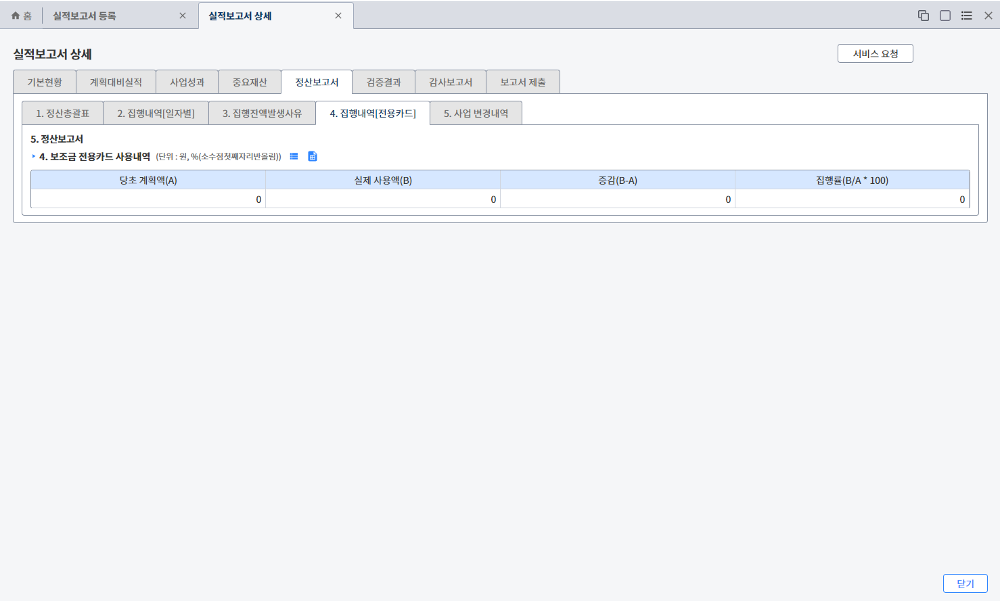 홈 실적보고서 등록 실적보고서 상세
실적보고서 상세 서비스 요청
기본현황 계획대비실적 사업성과 중요재산 정산보고서 검증결과 감사보고서 보고서 제출
1. 정산총괄표 2. 집행내역[일자별] 3. 집행잔액발생사유 4. 집행내역[전용카드] 5. 사업 변경내역
5. 정산보고서
4. 보조금 전용카드 사용내역 (단위 : 원, %(소수점첫째자리반올림))
당초 계획액(A) 실제 사용액(B) 증감(B-A) 집행률(B/A * 100)
0 0 0 0
닫기